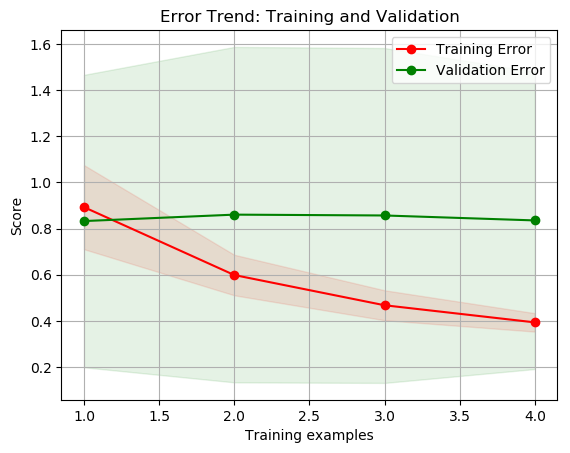 Error Trend: Training and Validation
1.6
1.4
1.2
1.0
0.8
0.6
0.4
0.2
Score
Training Error
Validation Error
1.0 1.5 2.0 2.5 3.0 3.5 4.0
Training examples